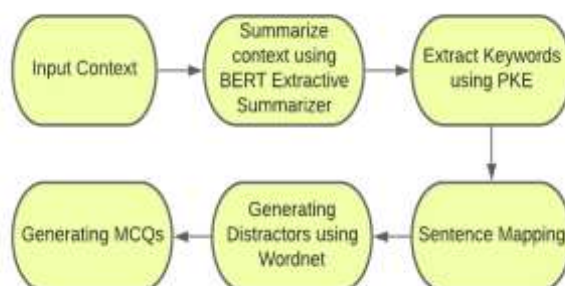 Input Context
Summarize
context using
BERT Extractive
Summarizer
Extract Keywords
using PKE
Sentence Mapping
Generating
Distractors using
Wordnet
Generating MCQs